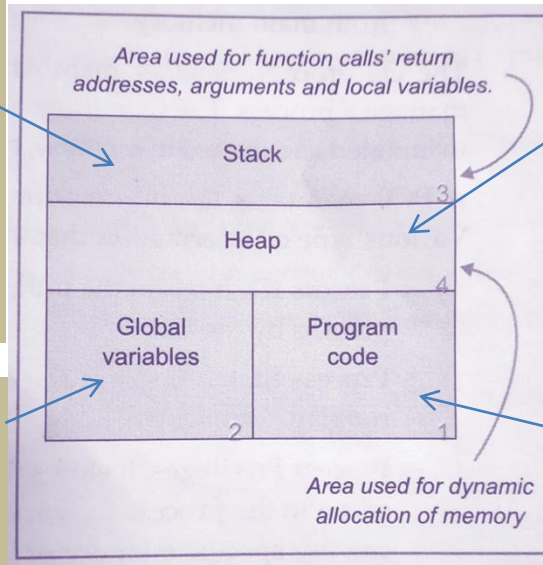 Area used for function calls' return
addresses, arguments and local variables.
Stack
3
Heap
4
Global
variables
2
Program
code
1
Area used for dynamic
allocation of memory